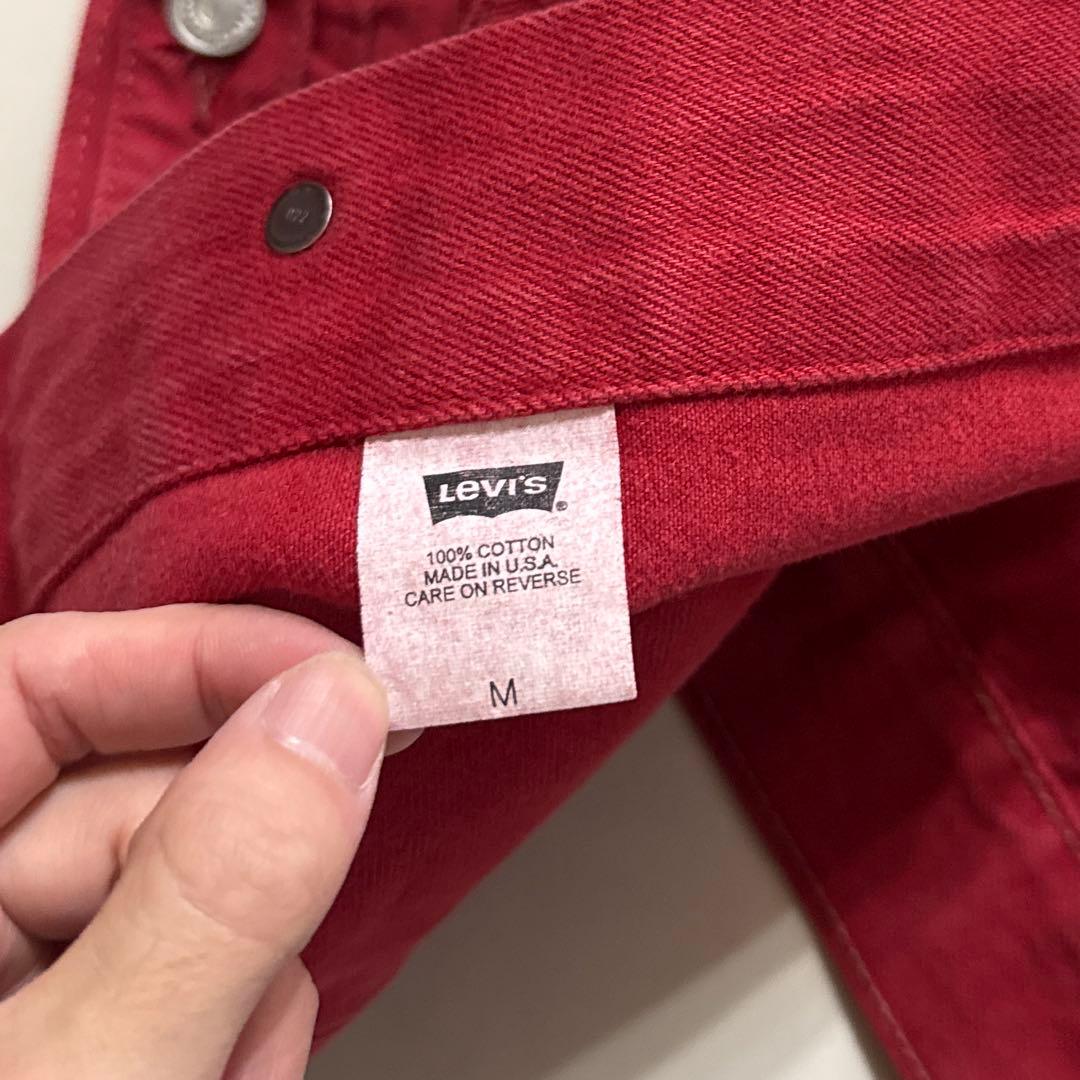 Levi's ®
100% COTTON
MADE IN U.S.A.
CARE ON REVERSE
M